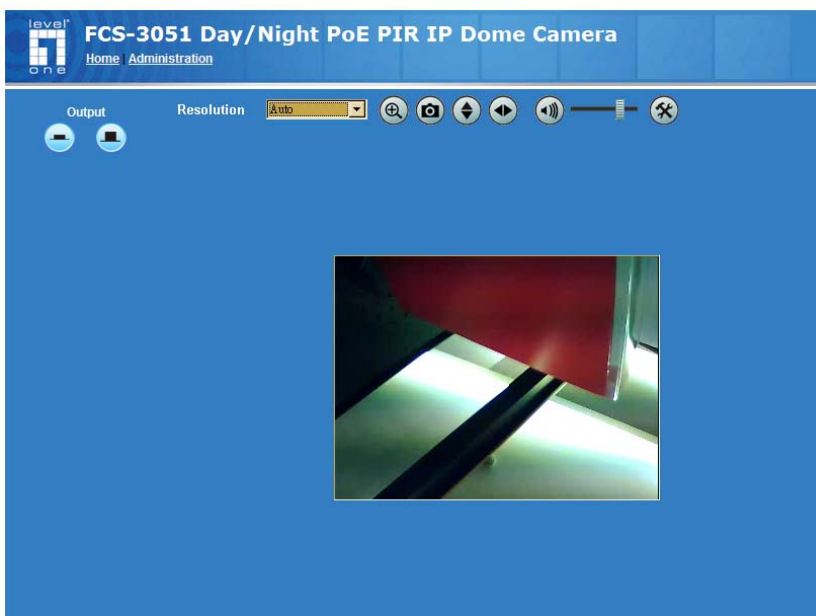 level
one
FCS-3051 Day/Night PoE PIR IP Dome Camera
Home | Administration
Output
Resolution
Auto